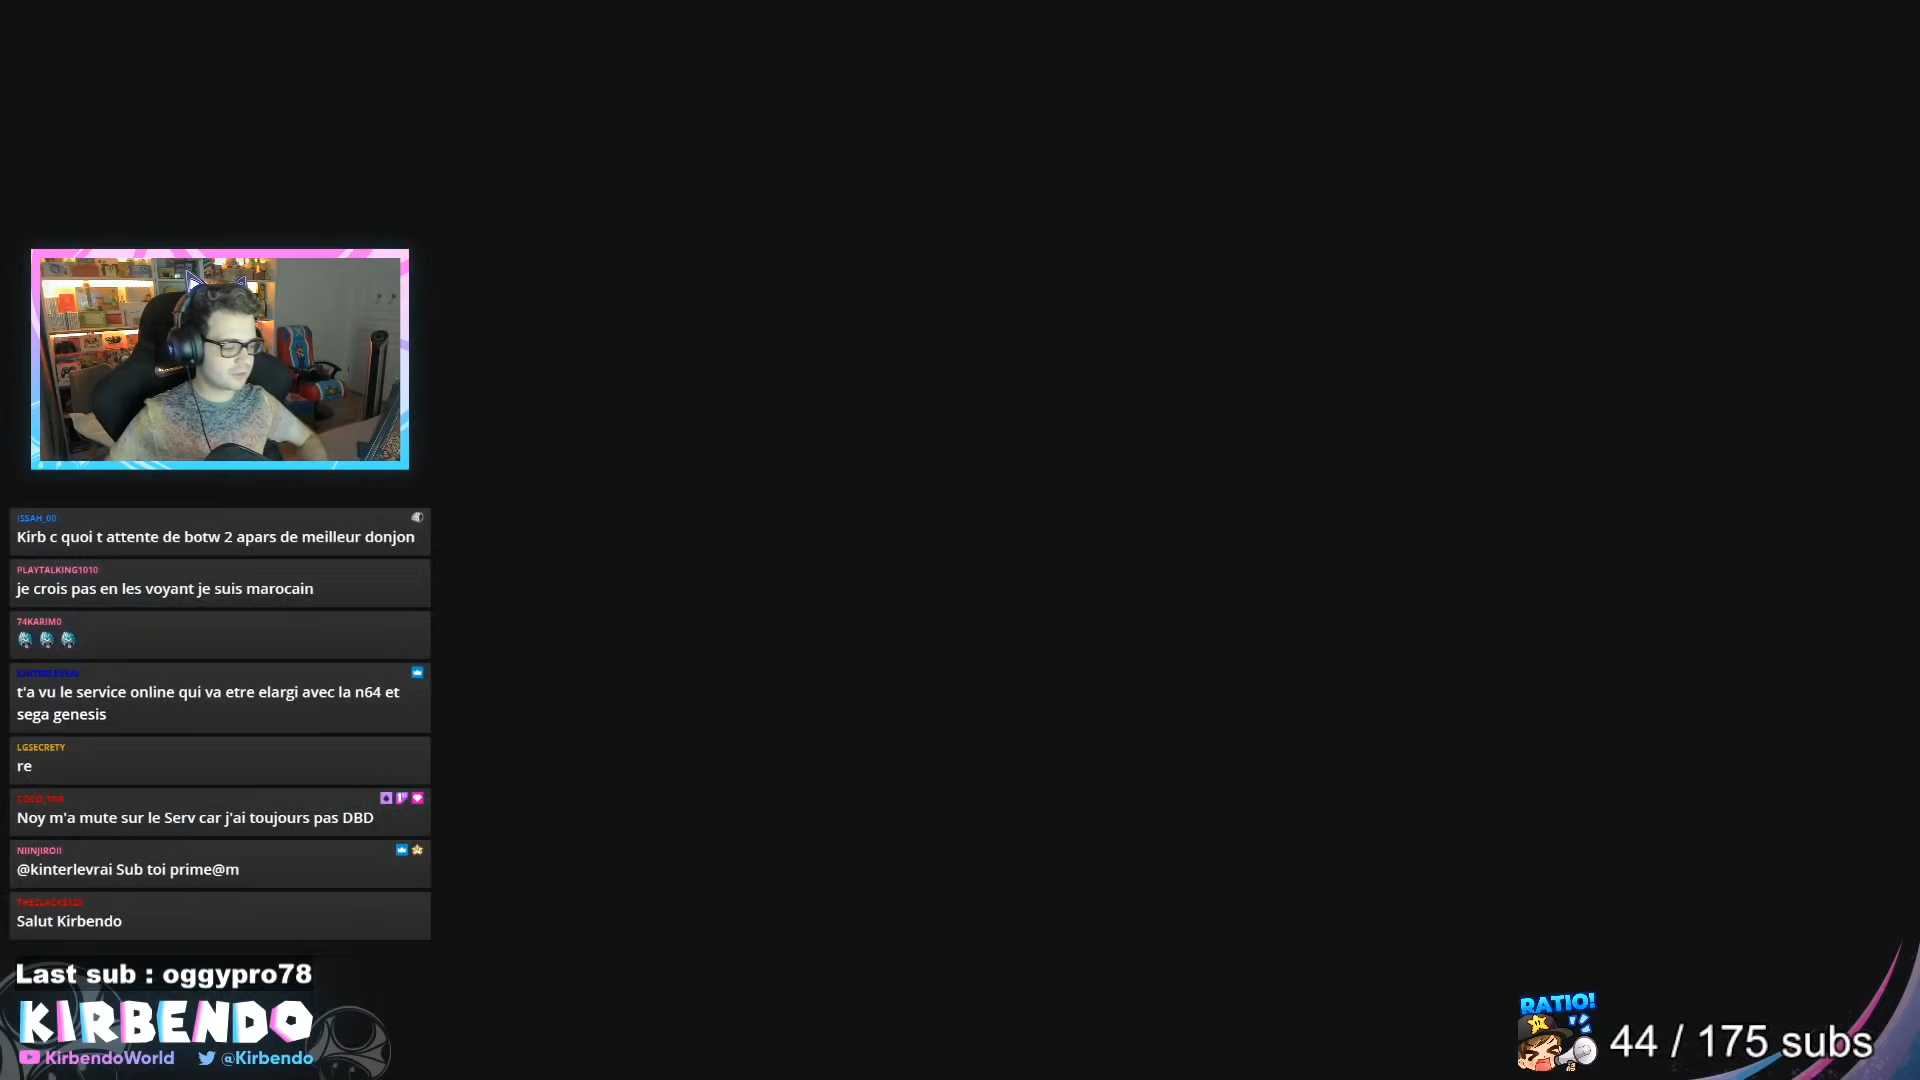 ISSAH_00
Kirb c quoi t attente de botw 2 apars de meilleur donjon
PLAYTALKING1010
je crois pas en les voyant je suis marocain
74KARIM0
KINTERLEVRAI
t'a vu le service online qui va etre elargi avec la n64 et
sega genesis
LGSECRETY
re
Noy m'a mute sur le Serv car j'ai toujours pas DBD
NIINJIROII
@kinterlevrai Sub toi prime@m
Salut Kirbendo
Last sub : oggypro78
KIRBENDO
KirbendoWorld @Kirbendo
RATIO!
44 / 175 subs